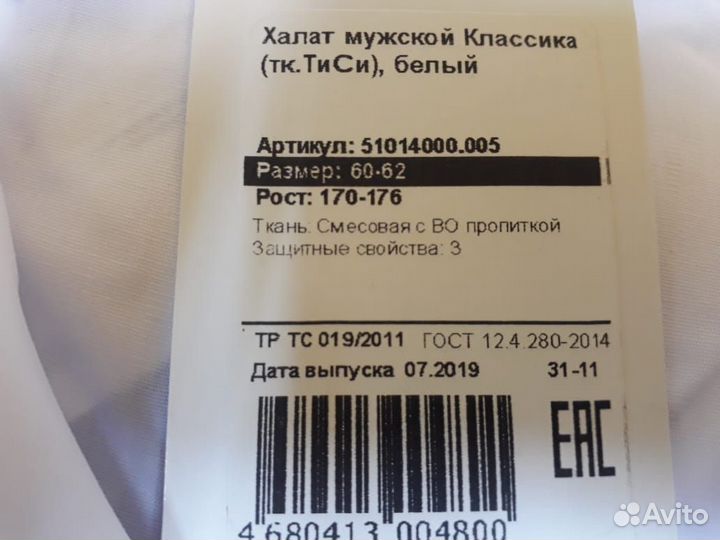 Халат мужской Классика
(тк.ТиСи), белый
Артикул: 51014000.005
Размер: 60-62
Рост: 170-176
Ткань: Смесовая с ВО пропиткой
Защитные свойства: З
ТР ТС 019/2011 ГОСТ 12.4.280-2014
Дата выпуска 07.2019 31-11
EAC
4 680413 004800
Avito